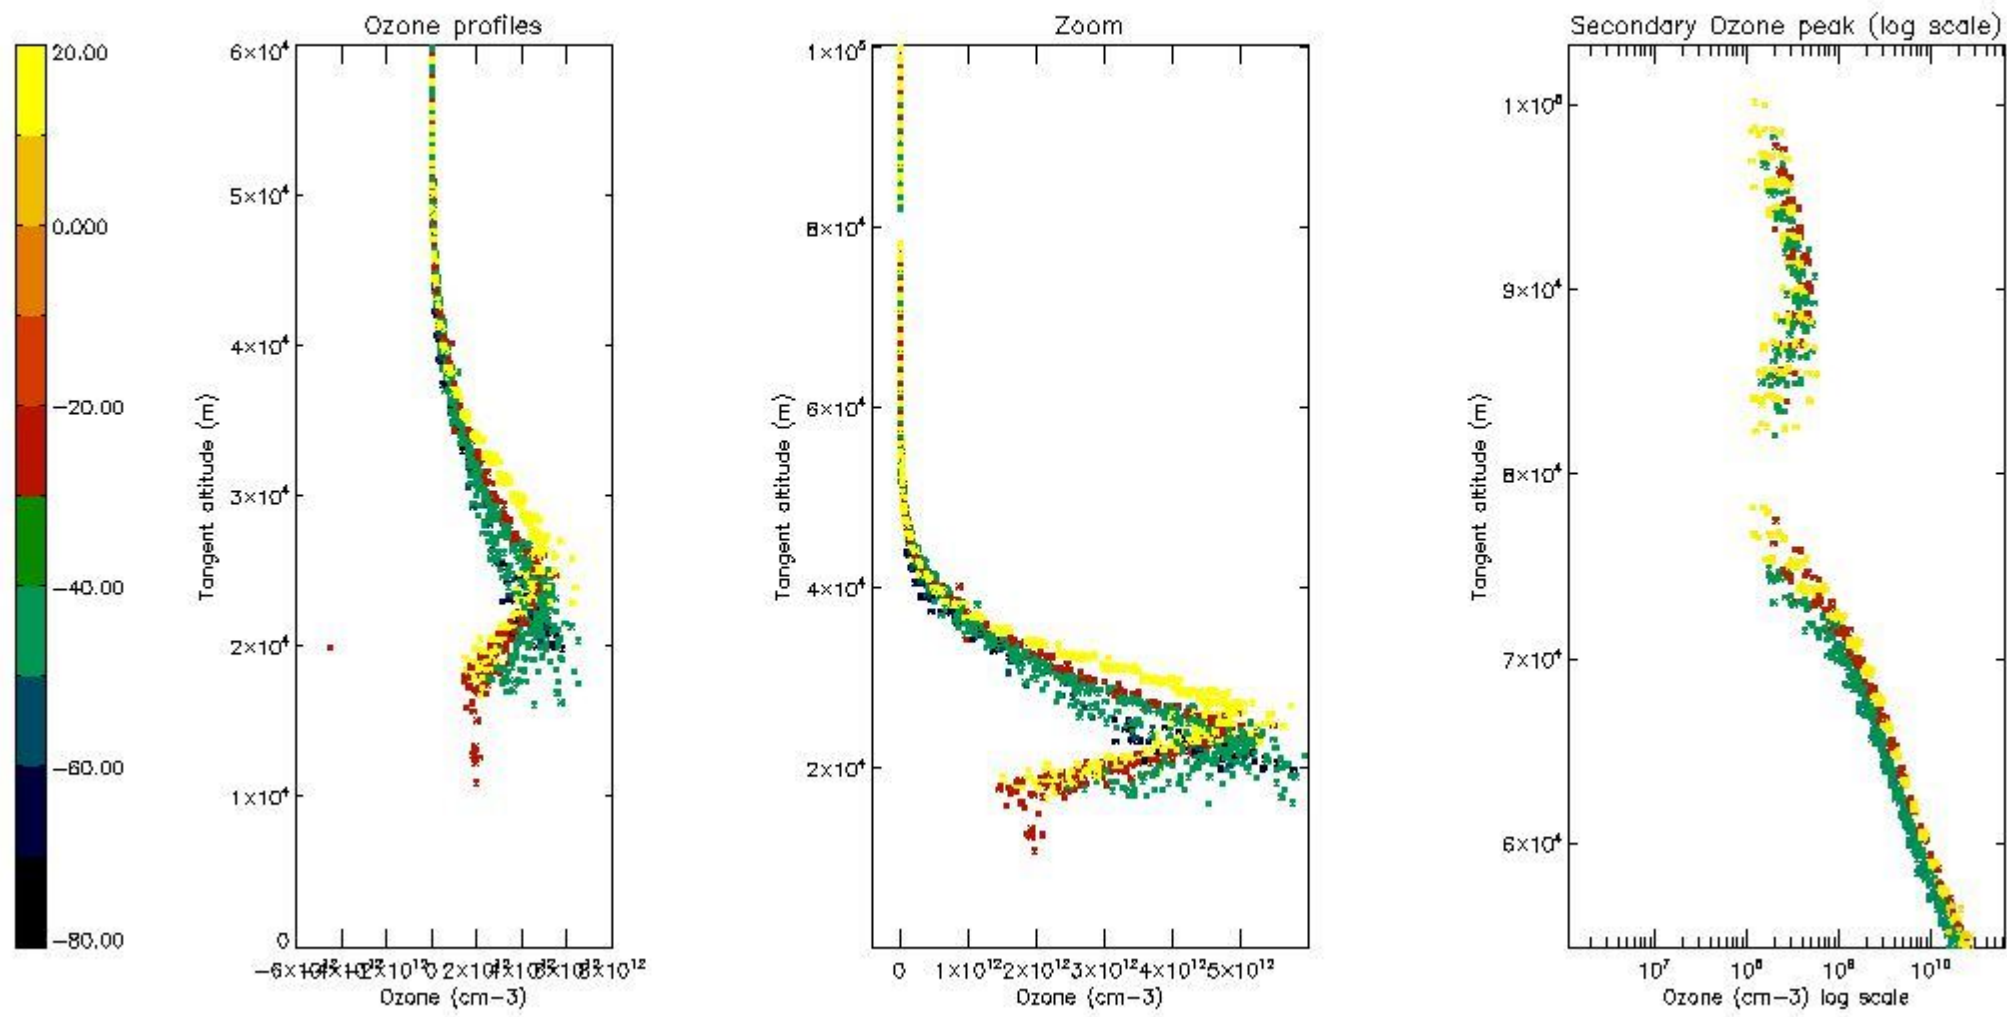 Ozone profiles
Zoom
Secondary Ozone peak (log scale)
20.00
0.000
−20.00
−40.00
−60.00
−80.00
Tangent altitude (m)
6×10⁴
5×10⁴
4×10⁴
3×10⁴
2×10⁴
1×10⁴
0
0
8×10¹²
Ozone (cm−3)
Tangent altitude (m)
1×10⁵
8×10⁴
6×10⁴
4×10⁴
2×10⁴
0 1×10¹² 2×10¹² 3×10¹² 4×10¹² 5×10¹²
Ozone (cm−3)
Tangent altitude (m)
9×10⁴
8×10⁴
7×10⁴
6×10⁴
10⁷ 10⁸ 10⁹ 10¹⁰
Ozone (cm−3) log scale